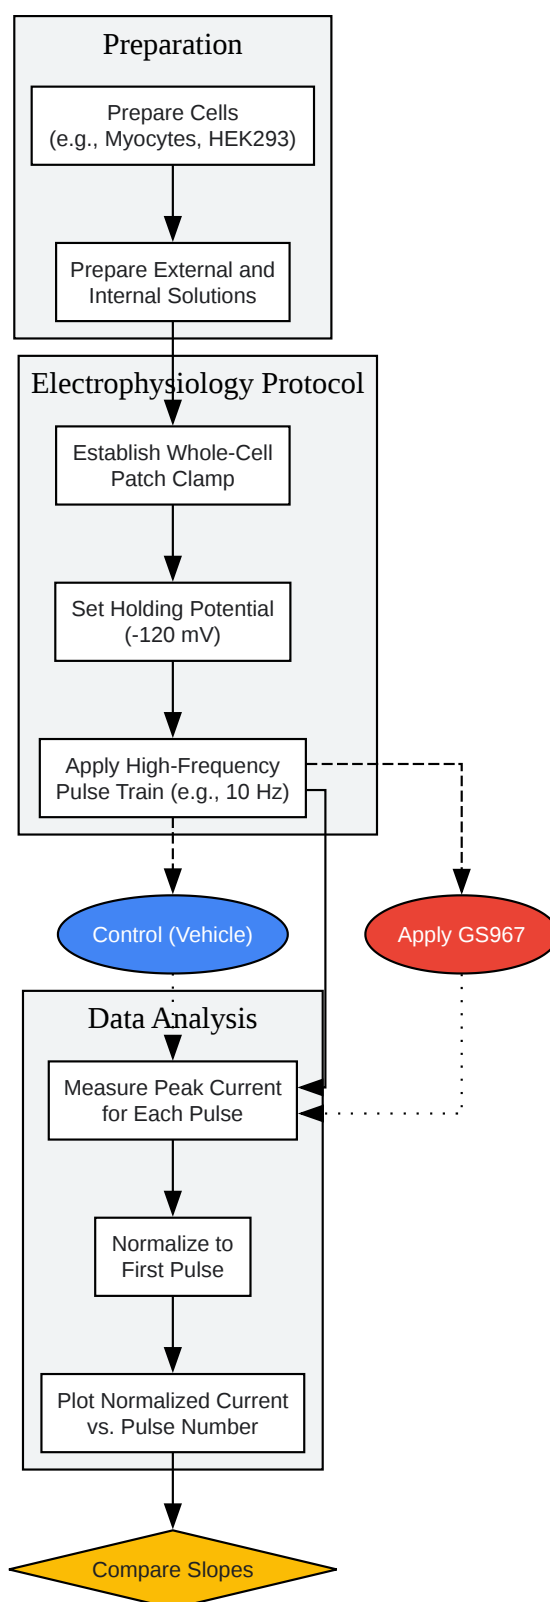 Preparation
Prepare Cells
(e.g., Myocytes, HEK293)
Prepare External and
Internal Solutions
Electrophysiology Protocol
Establish Whole-Cell
Patch Clamp
Set Holding Potential
(-120 mV)
Apply High-Frequency
Pulse Train (e.g., 10 Hz)
Control (Vehicle)
Apply GS967
Data Analysis
Measure Peak Current
for Each Pulse
Normalize to
First Pulse
Plot Normalized Current
vs. Pulse Number
Compare Slopes